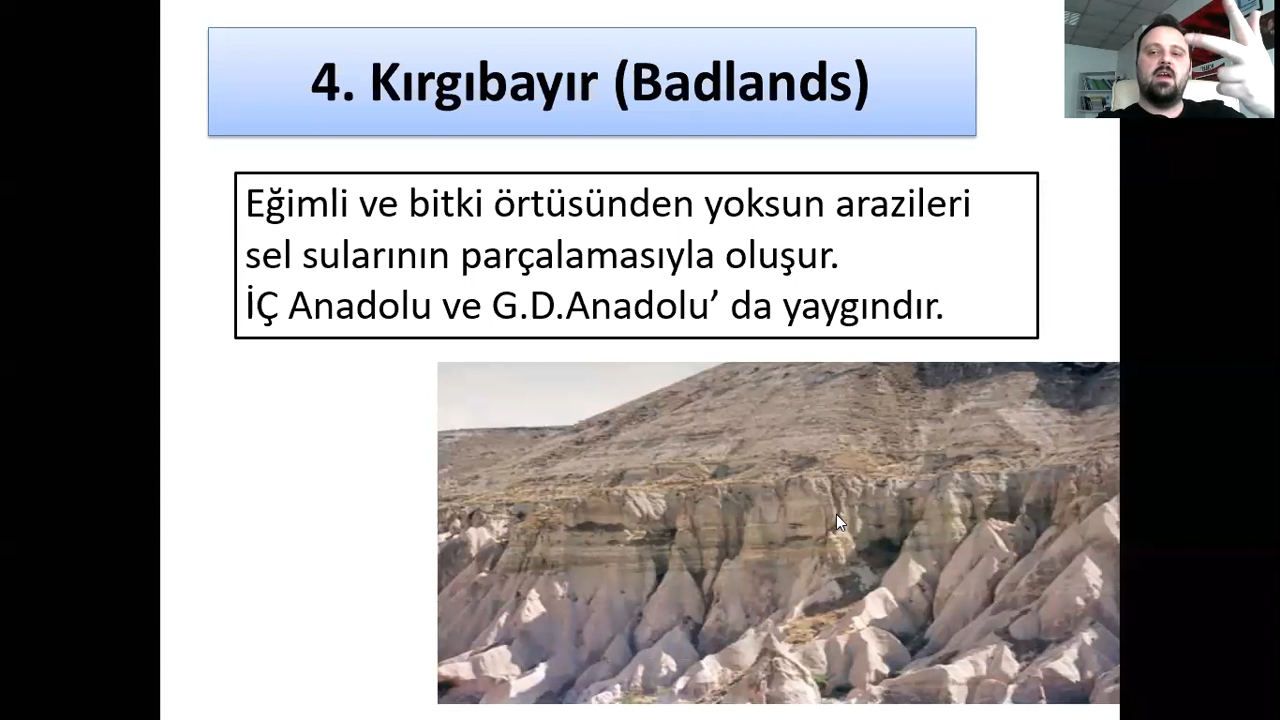 4. Kırgıbayır (Badlands)
Eğimli ve bitki örtüsünden yoksun arazileri
sel sularının parçalamasıyla oluşur.
İÇ Anadolu ve G.D.Anadolu’ da yaygındır.